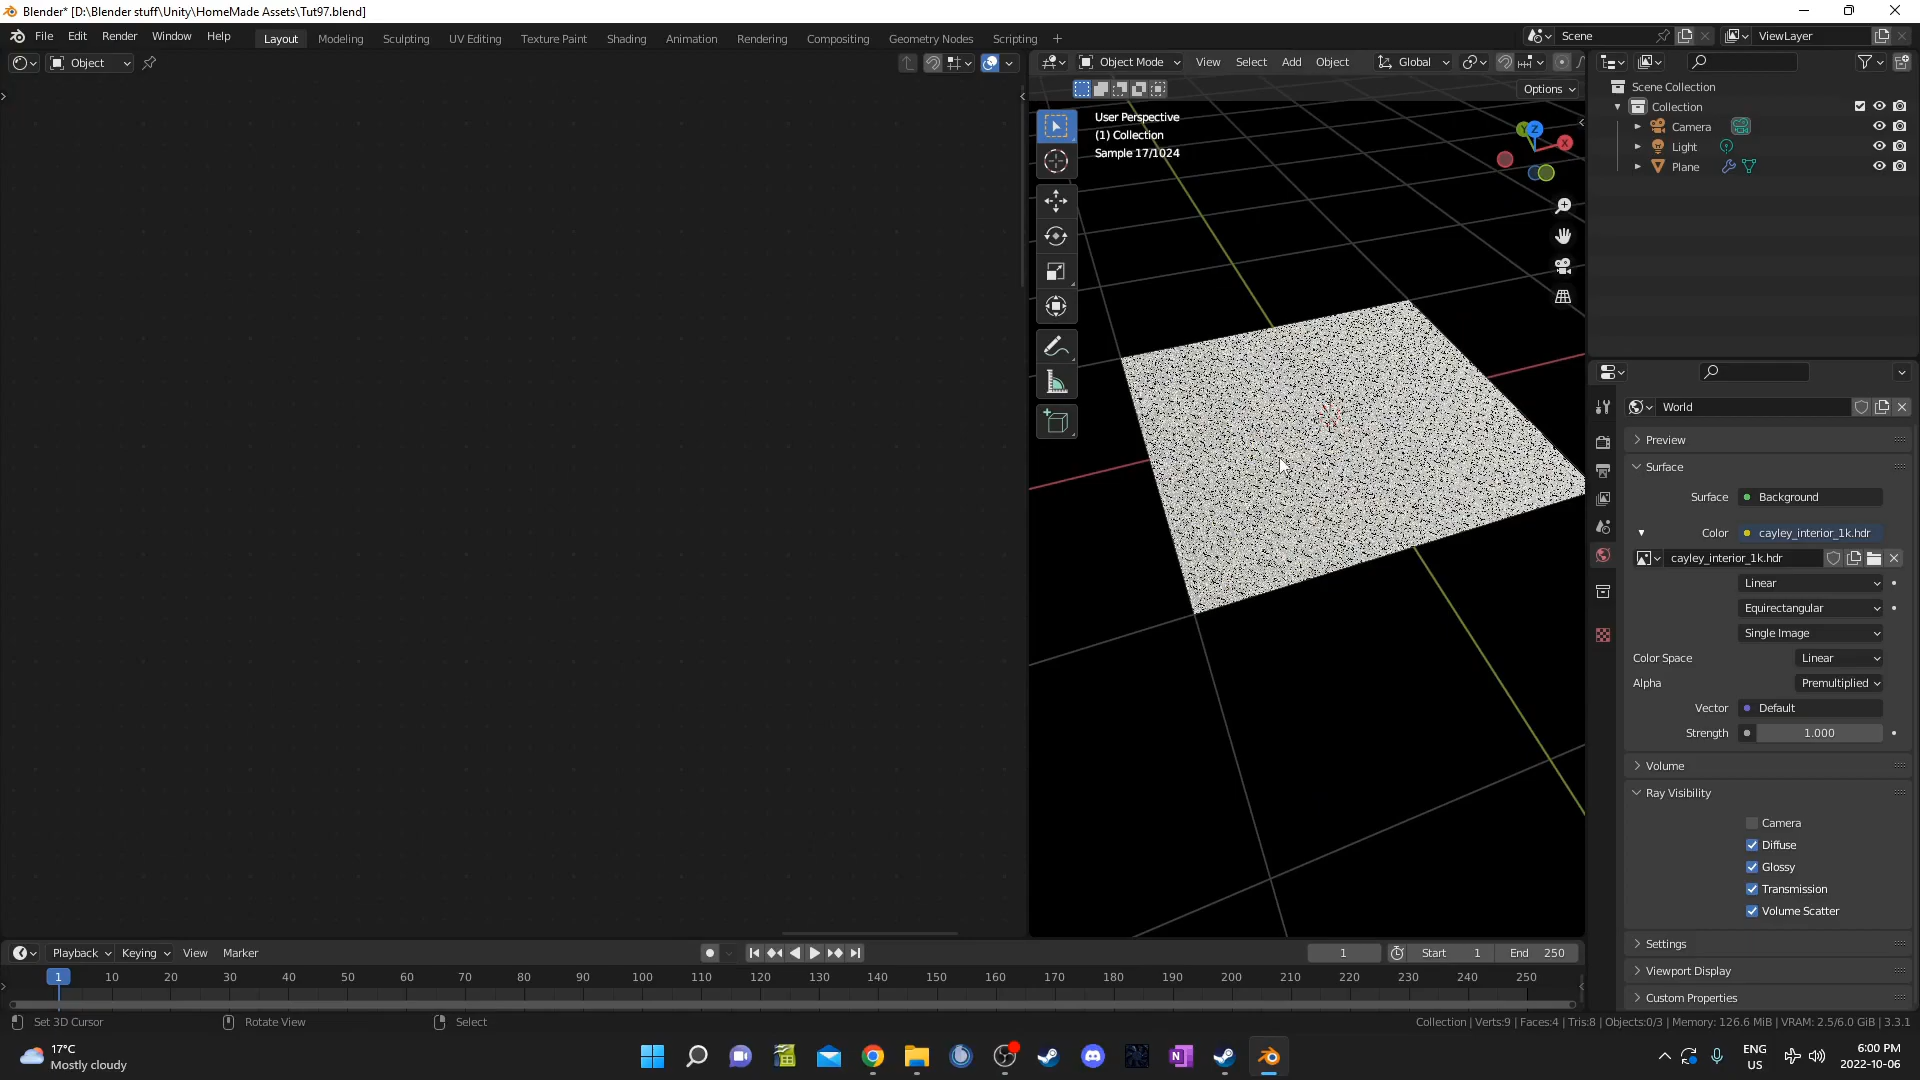 Blender* [D:\Blender stuff\Unity\HomeMade Assets\Tut97.blend]
File Edit Render Window Help
Layout Modeling Sculpting UV Editing Texture Paint Shading Animation Rendering Compositing Geometry Nodes Scripting +
Scene
ViewLayer
Object
Object Mode View Select Add Object Global
Options
User Perspective
(1) Collection
Sample 17/1024
Z
Y
X
Scene Collection
Collection
Camera
Light
Plane
World
Preview
Surface
Surface Background
Color cayley_interior_1k.hdr
cayley_interior_1k.hdr
Linear
Equirectangular
Single Image
Color Space Linear
Alpha Premultiplied
Vector Default
Strength 1.000
Volume
Ray Visibility
Camera
Diffuse
Glossy
Transmission
Volume Scatter
Settings
Viewport Display
Custom Properties
Playback Keying View Marker
1 Start 1 End 250
1 10 20 30 40 50 60 70 80 90 100 110 120 130 140 150 160 170 180 190 200 210 220 230 240 250
Set 3D Cursor Rotate View Select
Collection | Verts:9 | Faces:4 | Tris:8 | Objects:0/3 | Memory: 126.6 MiB | VRAM: 2.5/6.0 GiB | 3.3.1
17°C
Mostly cloudy
ENG
US
6:00 PM
2022-10-06